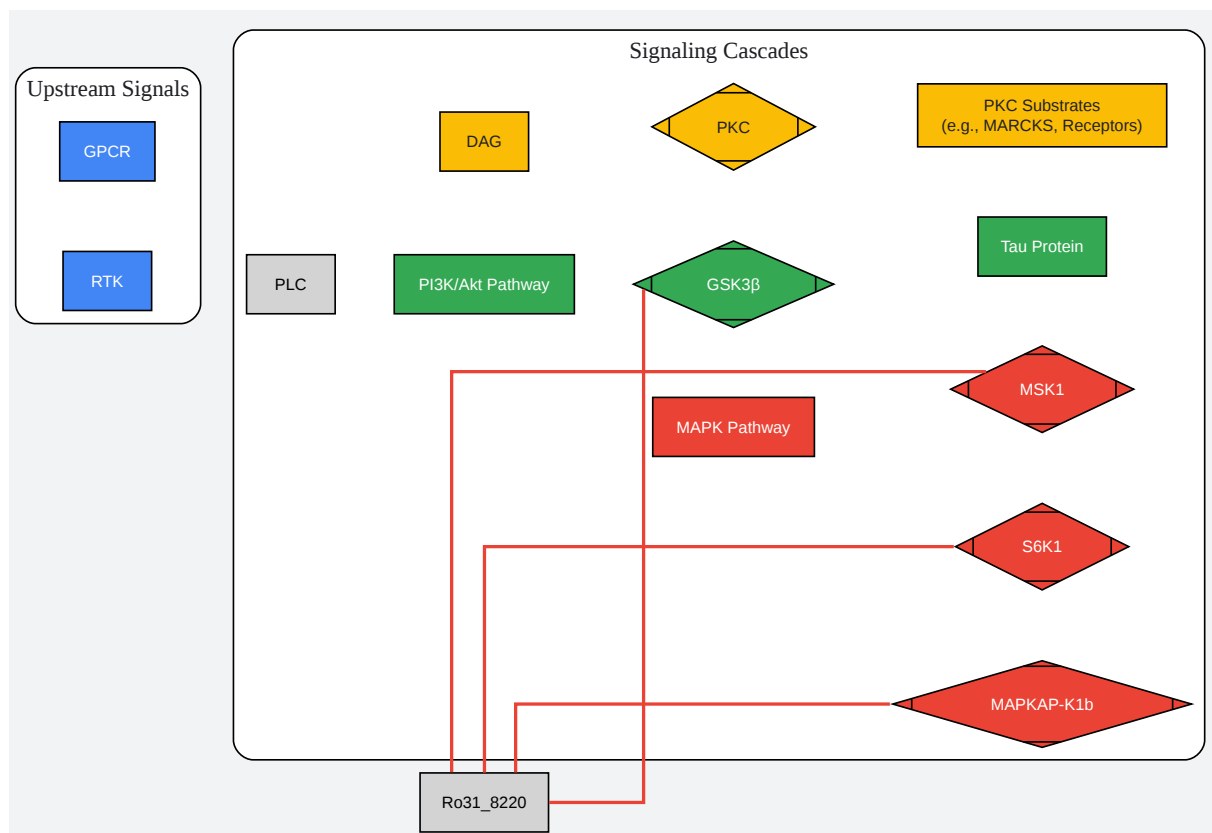 Signaling Cascades
Upstream Signals
GPCR
RTK
DAG
PKC
PKC Substrates
(e.g., MARCKS, Receptors)
Tau Protein
PLC
PI3K/Akt Pathway
GSK3β
MSK1
MAPK Pathway
S6K1
MAPKAP-K1b
Ro31_8220